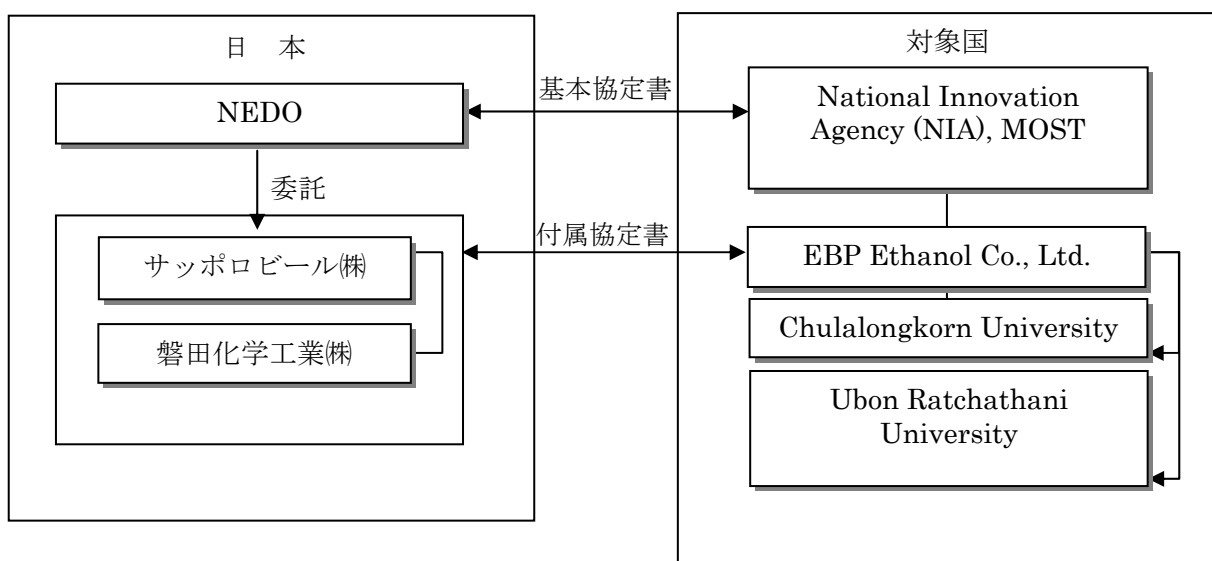 日 本
NEDO
委託
サッポロビール㈱
磐田化学工業㈱
基本協定書
付属協定書
対象国
National Innovation
Agency (NIA), MOST
EBP Ethanol Co., Ltd.
Chulalongkorn University
Ubon Ratchathani
University